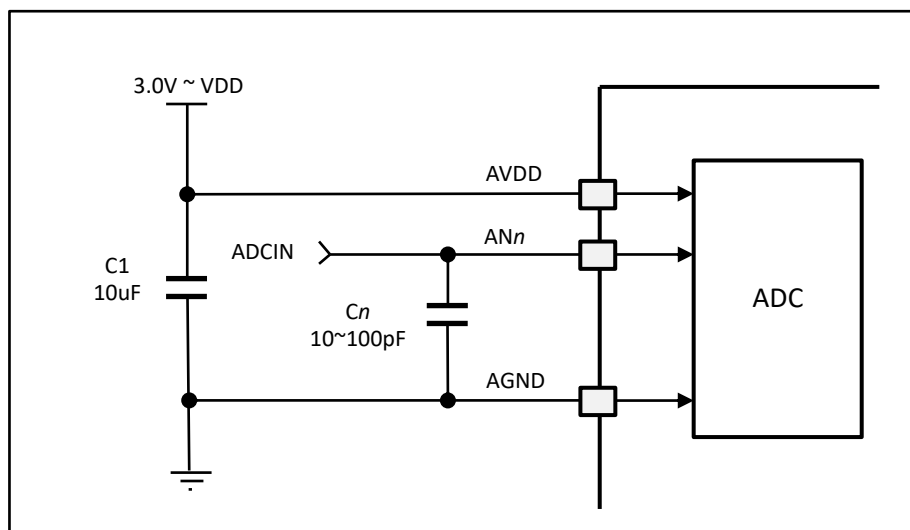 3.0V ~ VDD
AVDD
ADCIN
ANn
C1
10uF
Cn
10~100pF
ADC
AGND